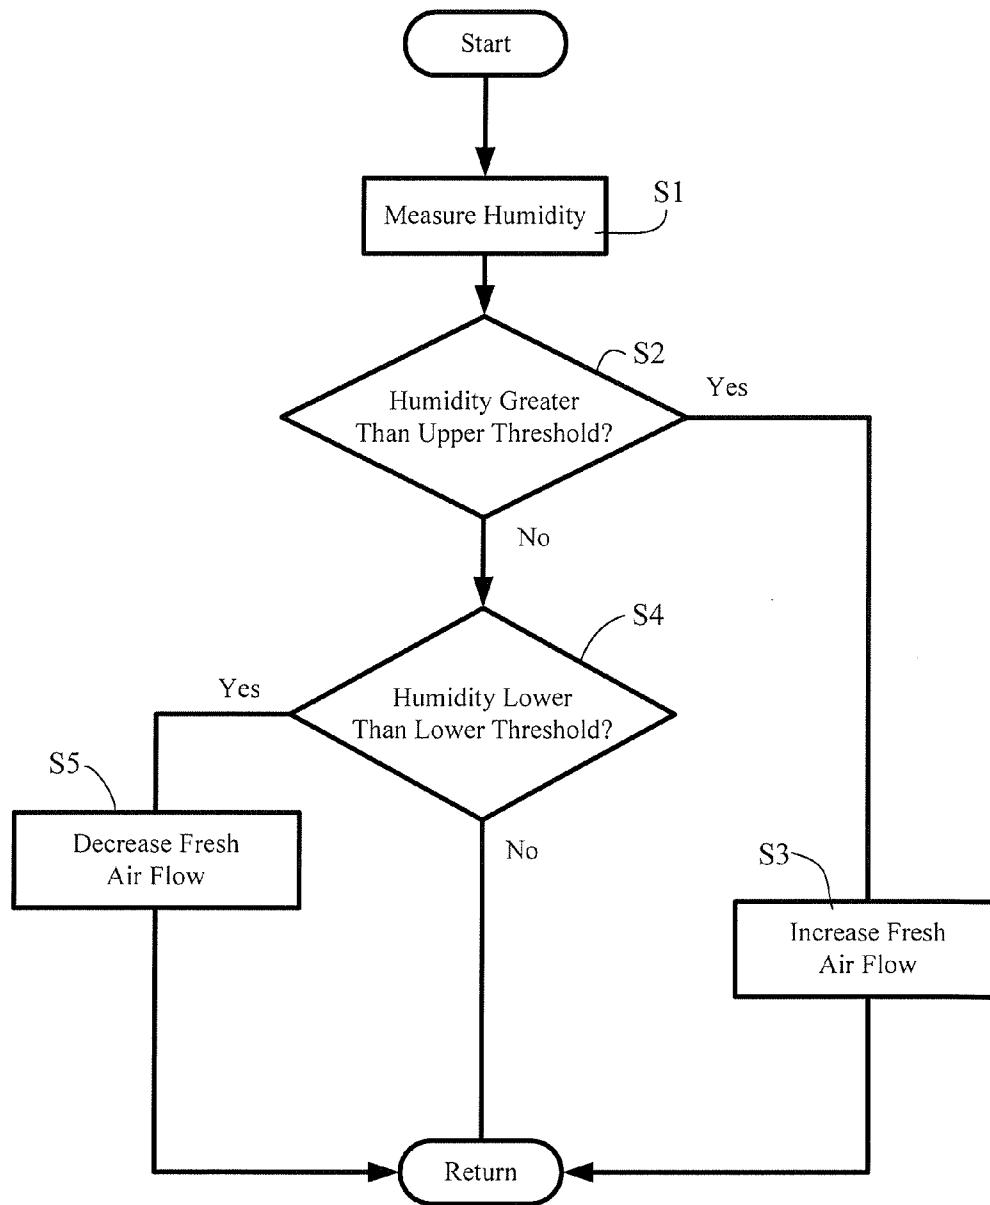 Start
Measure Humidity
S1
Humidity Greater
Than Upper Threshold?
S2
Yes
No
Humidity Lower
Than Lower Threshold?
S4
Yes
S5
Decrease Fresh
Air Flow
No
S3
Increase Fresh
Air Flow
Return